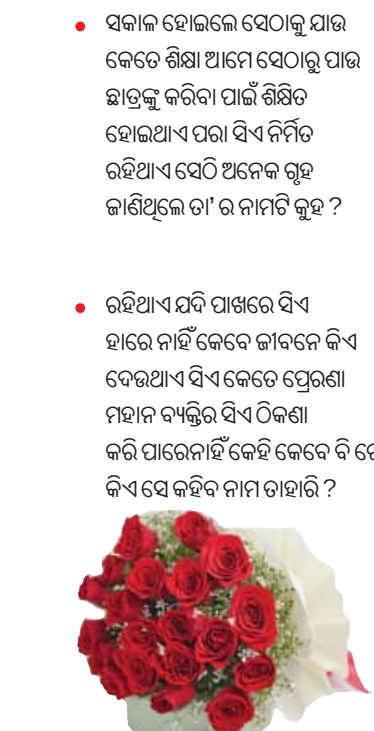 • ସକାଳ ହୋଇଲେ ସେଠାକୁ ଯାଉ
କେତେ ଶିକ୍ଷା ଆମେ ସେଠାରୁ ପାଉ
ଛାତ୍ରଙ୍କୁ କରିବା ପାଇଁ ଶିକ୍ଷିତ
ହୋଇଥାଏ ପରା ସିଏ ନିର୍ମିତ
ରହିଥାଏ ସେଠି ଅନେକ ଗୃହ
ଜାଣିଥିଲେ ତା’ ର ନାମଟି କୁହ ?
• ରହିଥାଏ ଯଦି ପାଖରେ ସିଏ
ହାରେ ନାହିଁ କେବେ ଜୀବନେ କିଏ
ଦେଉଥାଏ ସିଏ କେତେ ପ୍ରେରଣା
ମହାନ ବ୍ୟକ୍ତିର ସିଏ ଠିକଣା
କରି ପାରେନାହିଁ କେହି କେବେ ବି
କିଏ ସେ କହିବ ନାମ ତାହାରି ?